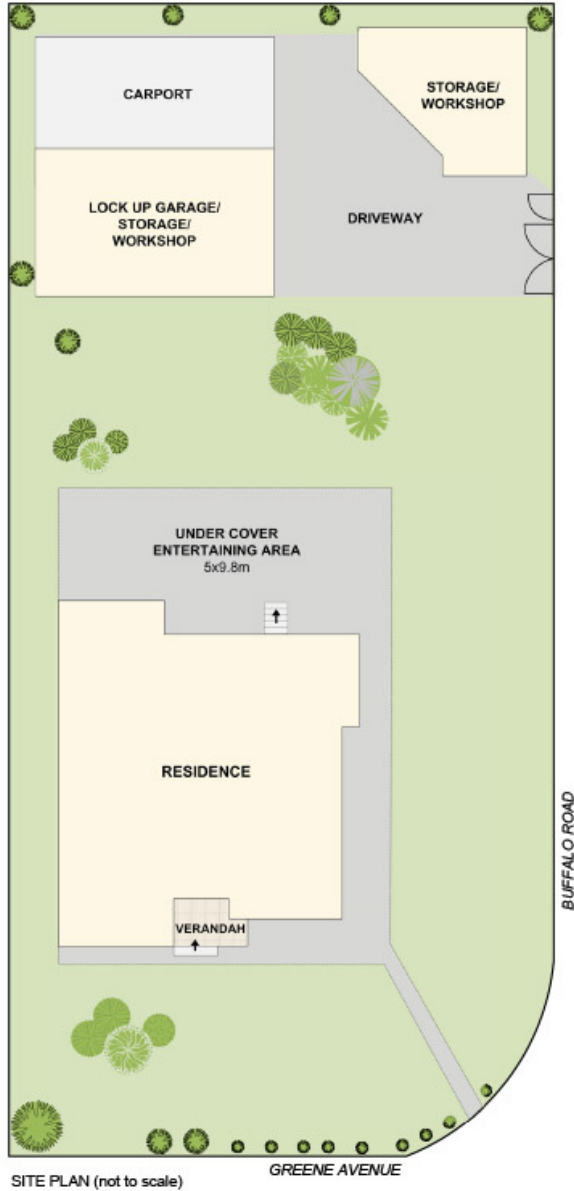 CARPORT
STORAGE/
WORKSHOP
LOCK UP GARAGE/
STORAGE/
WORKSHOP
DRIVEWAY
UNDER COVER
ENTERTAINING AREA
5x9.8m
RESIDENCE
BUFFALO ROAD
VERANDAH
GREENE AVENUE
SITE PLAN (not to scale)